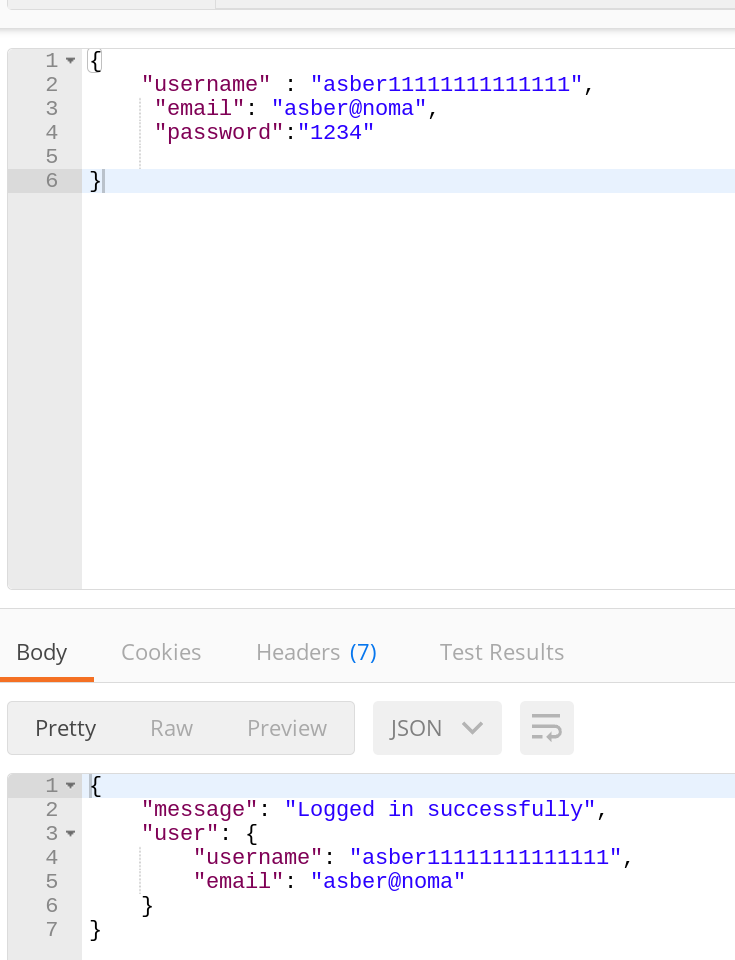 1 {
2 "username" : "asber11111111111111",
3 "email": "asber@noma",
4 "password":"1234"
5
6 }
Body Cookies Headers (7) Test Results
Pretty Raw Preview JSON
1 {
2 "message": "Logged in successfully",
3 "user": {
4 "username": "asber11111111111111",
5 "email": "asber@noma"
6 }
7 }